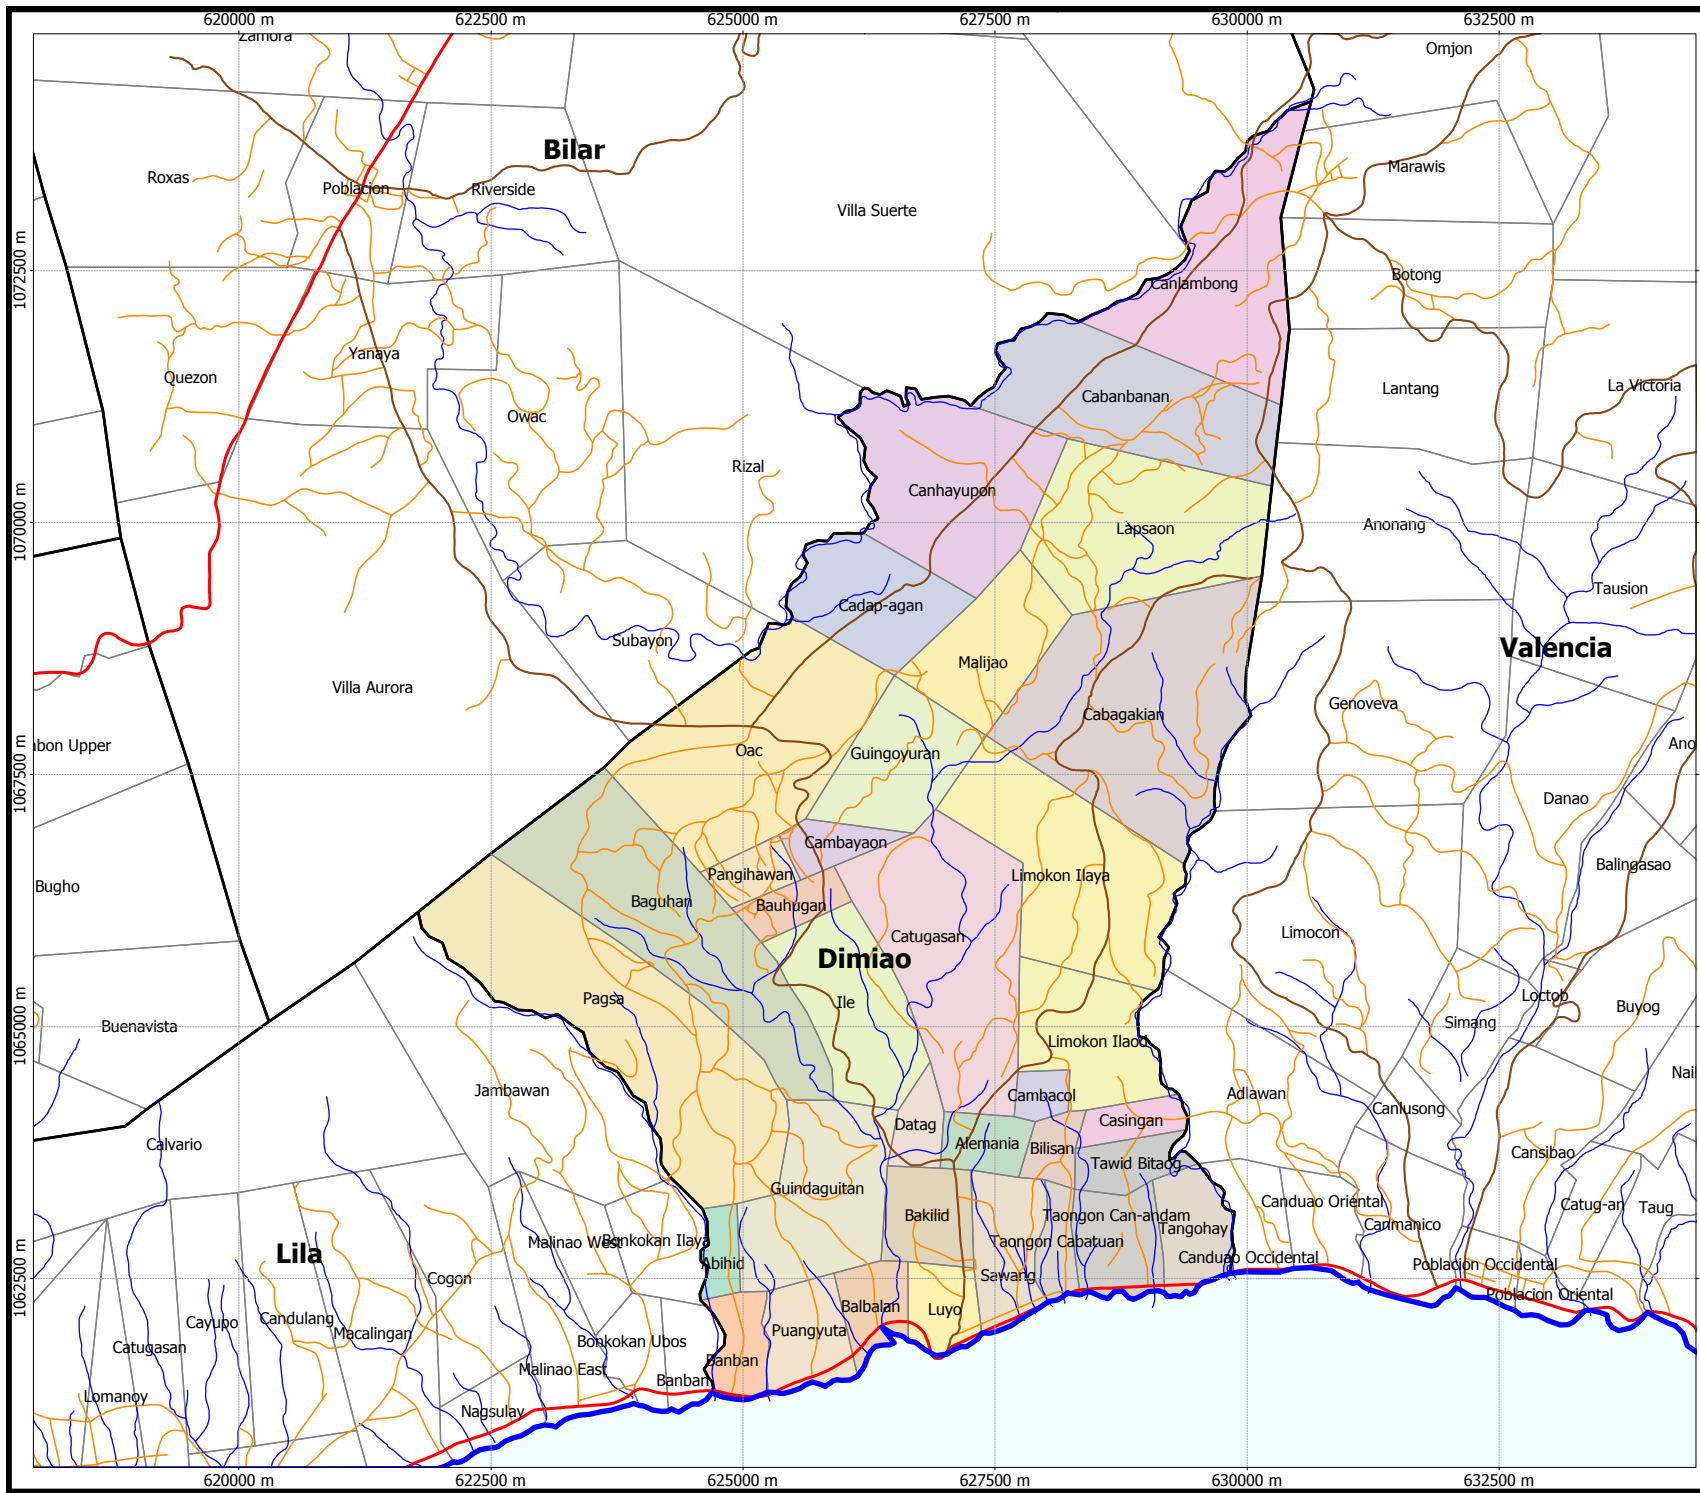 620000 m
622500 m
625000 m
627500 m
630000 m
632500 m
Zamora
Omjon
Bilar
Roxas
Poblacion
Riverside
Marawis
Villa Suerte
1072500 m
Canlambong
Botong
Yanaya
Quezon
Cabanbanan
Lantang
La Victoria
Owac
Rizal
Canhayupon
1070000 m
Lapsaon
Anonang
Tausion
Cadap-agan
Subayon
Valencia
Malijao
Villa Aurora
Genoveva
Cabagakian
bon Upper
Oac
Guingoyuran
Ano
1067500 m
Danao
Cambayaon
Balingasao
Pangihawan
Limokon Ilaya
Bugho
Baguhan
Bauhugan
Catugasan
Limocon
Dimiao
Pagsa
Ile
Loctob
Buyog
Buenavista
Simang
1065000 m
Limokon Ilaod
Nail
Jambawan
Cambacol
Adlawan
Canlusong
Datag
Casingan
Calvario
Alemania
Bilisan
Cansibao
Tawid Bitaog
Guindaguitan
Canduao Oriental
Catug-an
Taug
Bakilid
Taongon Can-andam
Canmanico
Tangohay
Malinao West
Bonkokan Ilaya
Taongon Cabatuan
Lila
Canduao Occidental
Abihid
Poblacion Occidental
1062500 m
Cogon
Sawang
Poblacion Oriental
Balbalan
Luyo
Candulang
Cayupo
Macalingan
Puangyuta
Bonkokan Ubos
Catugasan
Banban
Malinao East
Banban
Lomanoy
Nagsulay
620000 m
622500 m
625000 m
627500 m
630000 m
632500 m